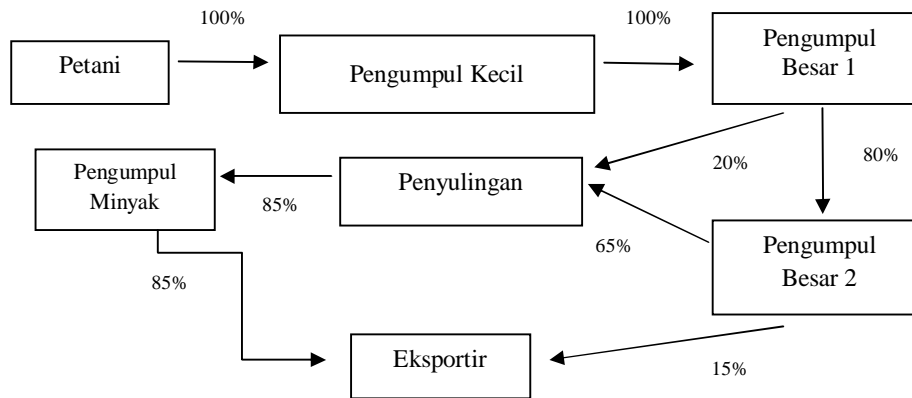 100%
100%
Petani
Pengumpul Kecil
Pengumpul
Besar 1
20%
80%
Pengumpul
Minyak
85%
Penyulingan
65%
Pengumpul
Besar 2
85%
Eksportir
15%